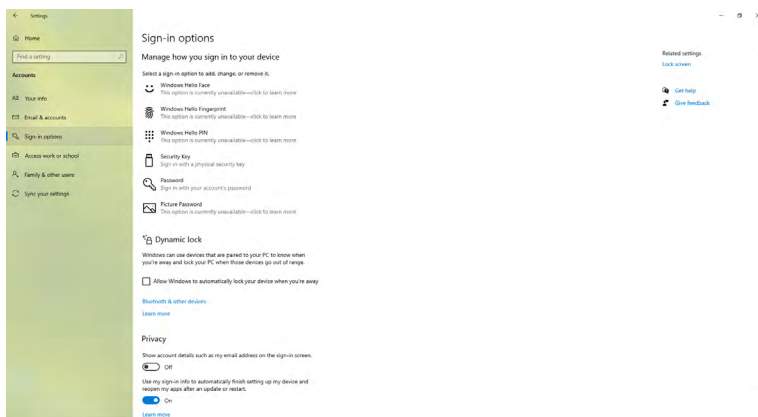 Settings
Home
Find a setting
Accounts
Your info
Email & accounts
Sign-in options
Access work or school
Family & other users
Sync your settings
Sign-in options
Manage how you sign in to your device
Select a sign-in option to add, change, or remove it.
Windows Hello Face
This option is currently unavailable—click to learn more
Windows Hello Fingerprint
This option is currently unavailable—click to learn more
Windows Hello PIN
This option is currently unavailable—click to learn more
Security Key
Sign in with a physical security key
Password
Sign in with your account's password
Picture Password
This option is currently unavailable—click to learn more
Dynamic lock
Windows can use devices that are paired to your PC to know when
you're away and lock your PC when those devices go out of range.
Allow Windows to automatically lock your device when you're away
Bluetooth & other devices
Learn more
Privacy
Show account details such as my email address on the sign-in screen.
Off
Use my sign-in info to automatically finish setting up my device and
reopen my apps after an update or restart.
On
Learn more
Related settings
Lock screen
Get help
Give feedback